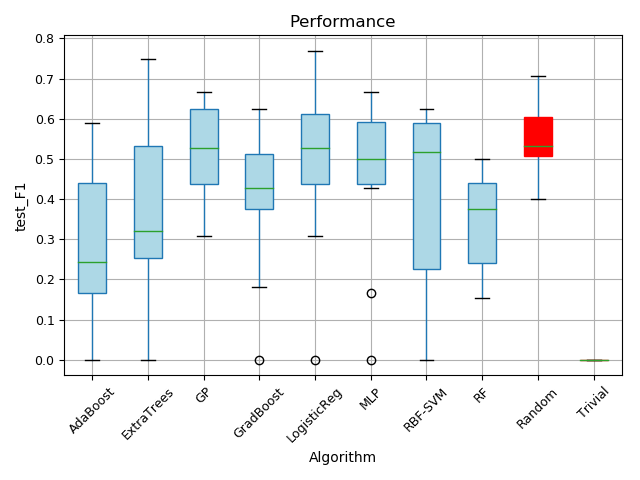 Performance
test_F1
0.8
0.7
0.6
0.5
0.4
0.3
0.2
0.1
0.0
AdaBoost
ExtraTrees
GP
GradBoost
LogisticReg
MLP
RBF-SVM
RF
Random
Trivial
Algorithm